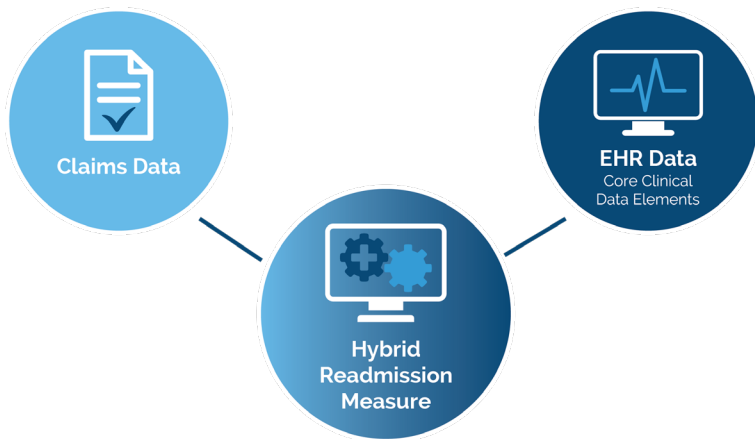 Claims Data
EHR Data
Core Clinical
Data Elements
Hybrid
Readmission
Measure